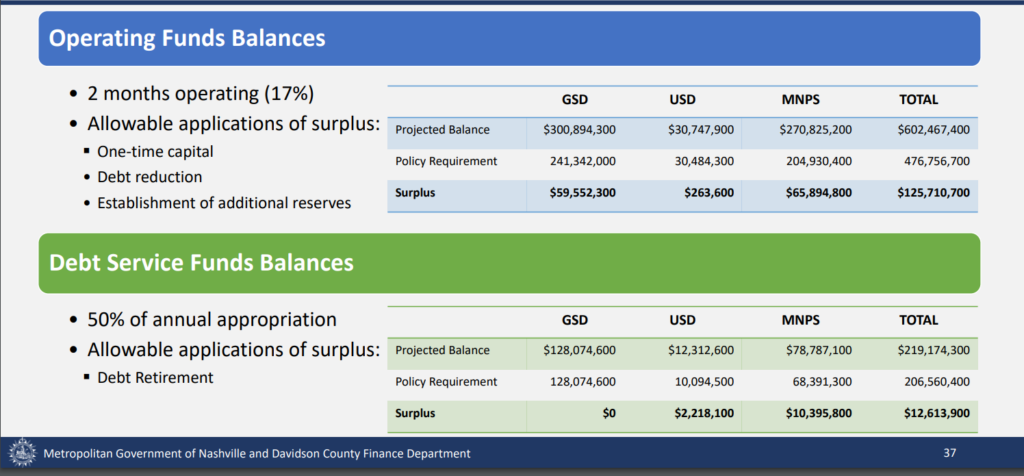 Operating Funds Balances
• 2 months operating (17%)
• Allowable applications of surplus:
▪ One-time capital
• Debt reduction
• Establishment of additional reserves
GSD USD MNPS TOTAL
Projected Balance $300,894,300 $30,747,900 $270,825,200 $602,467,400
Policy Requirement 241,342,000 30,484,300 204,930,400 476,756,700
Surplus $59,552,300 $263,600 $65,894,800 $125,710,700
Debt Service Funds Balances
• 50% of annual appropriation
• Allowable applications of surplus:
▪ Debt Retirement
GSD USD MNPS TOTAL
Projected Balance $128,074,600 $12,312,600 $78,787,100 $219,174,300
Policy Requirement 128,074,600 10,094,500 68,391,300 206,560,400
Surplus $0 $2,218,100 $10,395,800 $12,613,900
Metropolitan Government of Nashville and Davidson County Finance Department 37